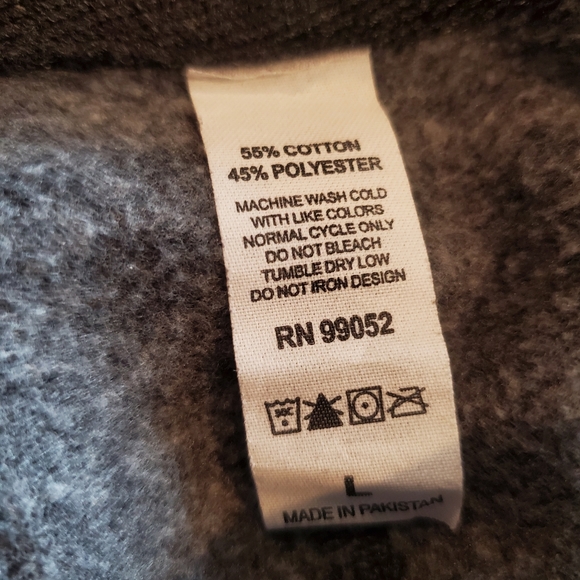 55% COTTON
45% POLYESTER
MACHINE WASH COLD
WITH LIKE COLORS
NORMAL CYCLE ONLY
DO NOT BLEACH
TUMBLE DRY LOW
DO NOT IRON DESIGN
RN 99052
30C
L
MADE IN PAKISTAN